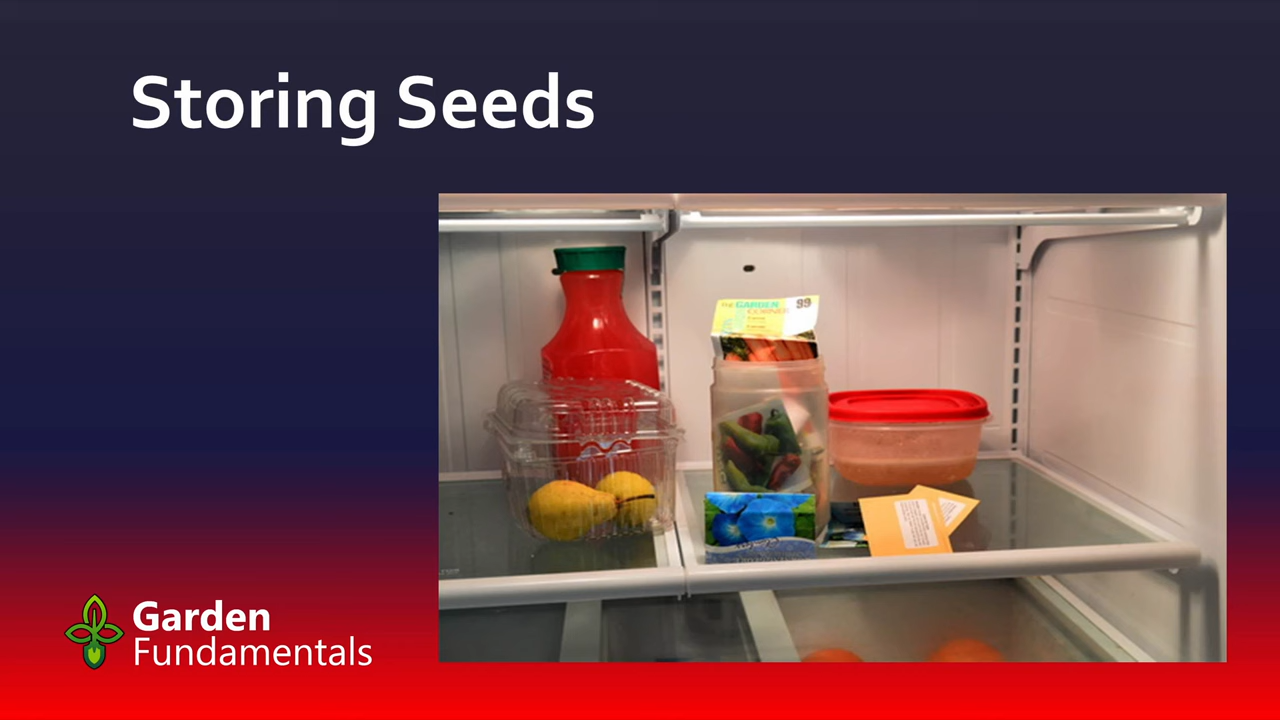 Storing Seeds
THE GARDEN
CORNER
99
Garden
Fundamentals